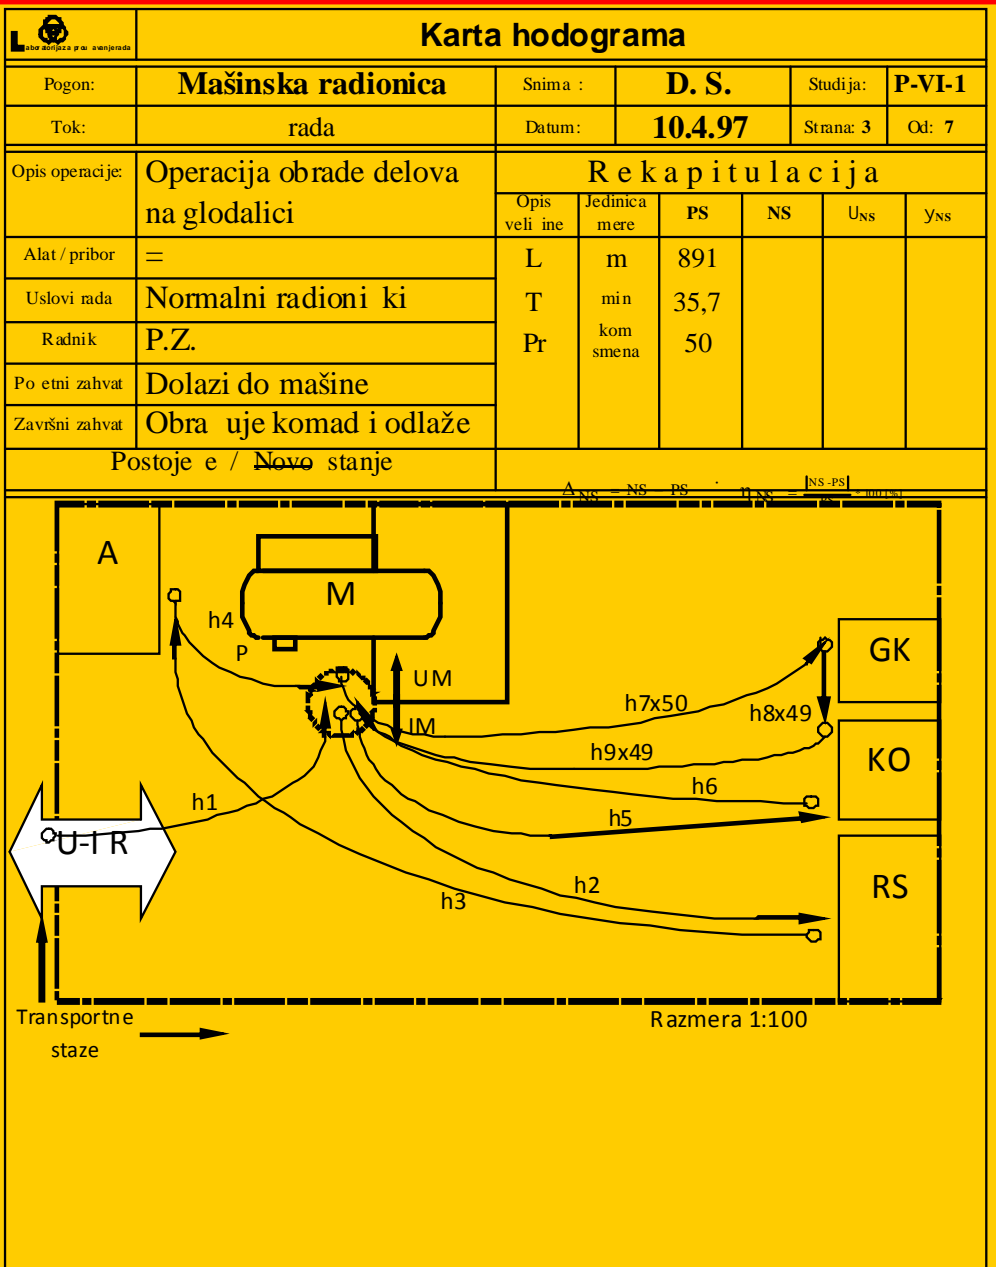 Karta hodograma
Pogon: Mašinska radionica Snima : D. S. Studija: P-VI-1
Tok: rada Datum: 10.4.97 Strana: 3 Od: 7
Opis operacije: Operacija obrade delova
na glodalici
Rekapitulacija
Opis Jedinica PS NS UNS yNS
veli ine mere
Alat / pribor = L m 891
Uslovi rada Normalni radioni ki T min 35,7
Radnik P.Z. Pr kom
smena 50
Po etni zahvat Dolazi do mašine
Završni zahvat Obra uje komad i odlaže
Postoje e / Novo stanje
A
M
h4
P
UM
GK
h7x50
h8x49
IM
h9x49
KO
h6
h1
h5
U-I R
h2
RS
h3
Transportne
staze
Razmera 1:100